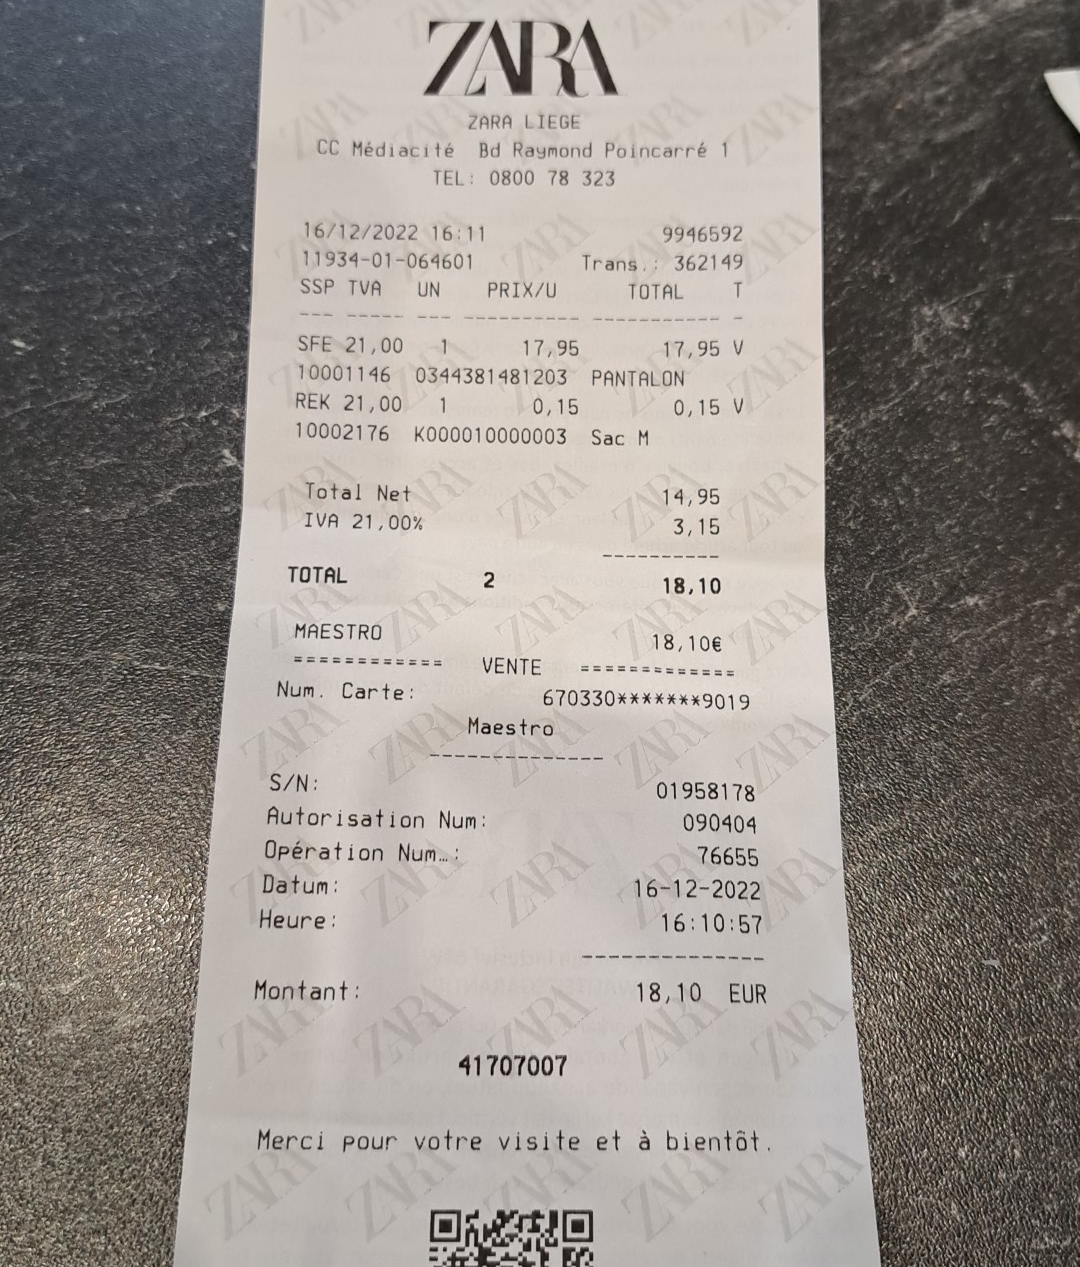 ZARA
ZARA LIEGE
CC Médiacité Bd Raymond Poincarré 1
TEL: 0800 78 323
16/12/2022 16:11 9946592
11934-01-064601 Trans.: 362149
SSP TVA UN PRIX/U TOTAL T
--- ----- --- ---------- ----------- -
SFE 21,00 1 17,95 17,95 V
10001146 0344381481203 PANTALON
REK 21,00 1 0,15 0,15 V
10002176 K000010000003 Sac M
Total Net 14,95
IVA 21,00% 3,15
----------
TOTAL 2 18,10
MAESTRO 18,10€
============ VENTE ============
Num. Carte: 670330*******9019
Maestro
--------------
S/N: 01958178
Autorisation Num: 090404
Opération Num…: 76655
Datum: 16-12-2022
Heure: 16:10:57
--------------
Montant: 18,10 EUR
41707007
Merci pour votre visite et à bientôt.